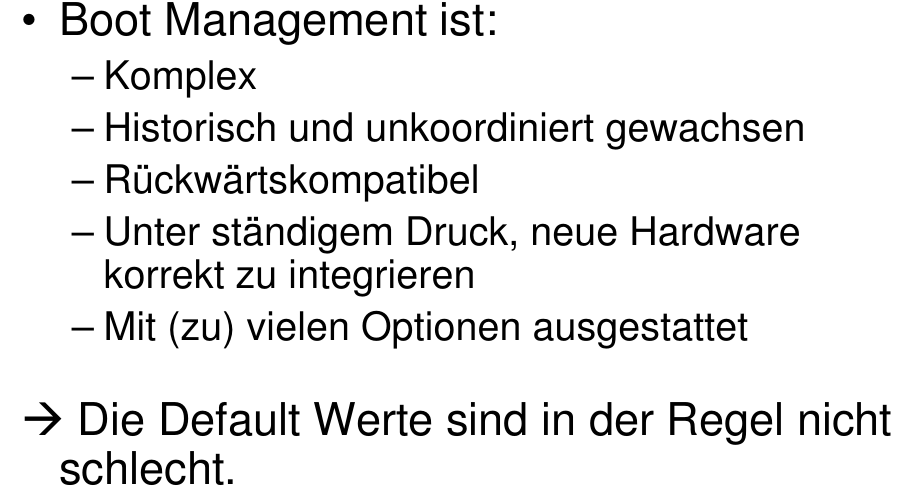 • Boot Management ist:
– Komplex
– Historisch und unkoordiniert gewachsen
– Rückwärtskompatibel
– Unter ständigem Druck, neue Hardware
korrekt zu integrieren
– Mit (zu) vielen Optionen ausgestattet
→ Die Default Werte sind in der Regel nicht
schlecht.